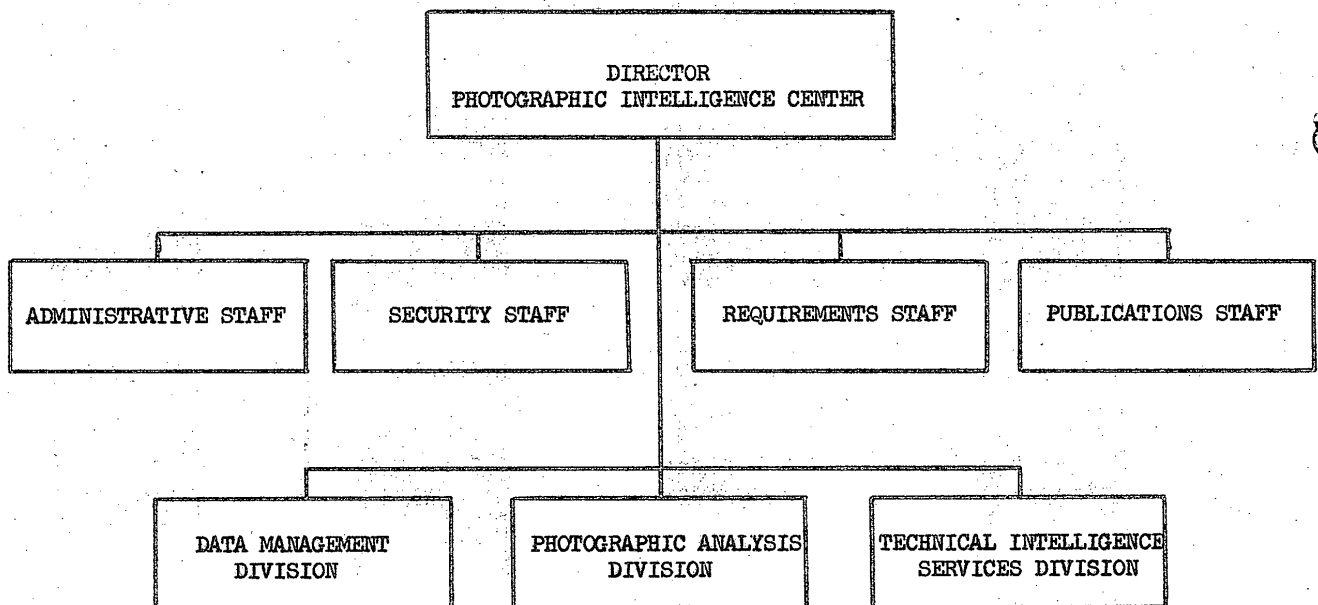 DIRECTOR
PHOTOGRAPHIC INTELLIGENCE CENTER
ADMINISTRATIVE STAFF
SECURITY STAFF
REQUIREMENTS STAFF
PUBLICATIONS STAFF
DATA MANAGEMENT
DIVISION
PHOTOGRAPHIC ANALYSIS
DIVISION
TECHNICAL INTELLIGENCE
SERVICES DIVISION